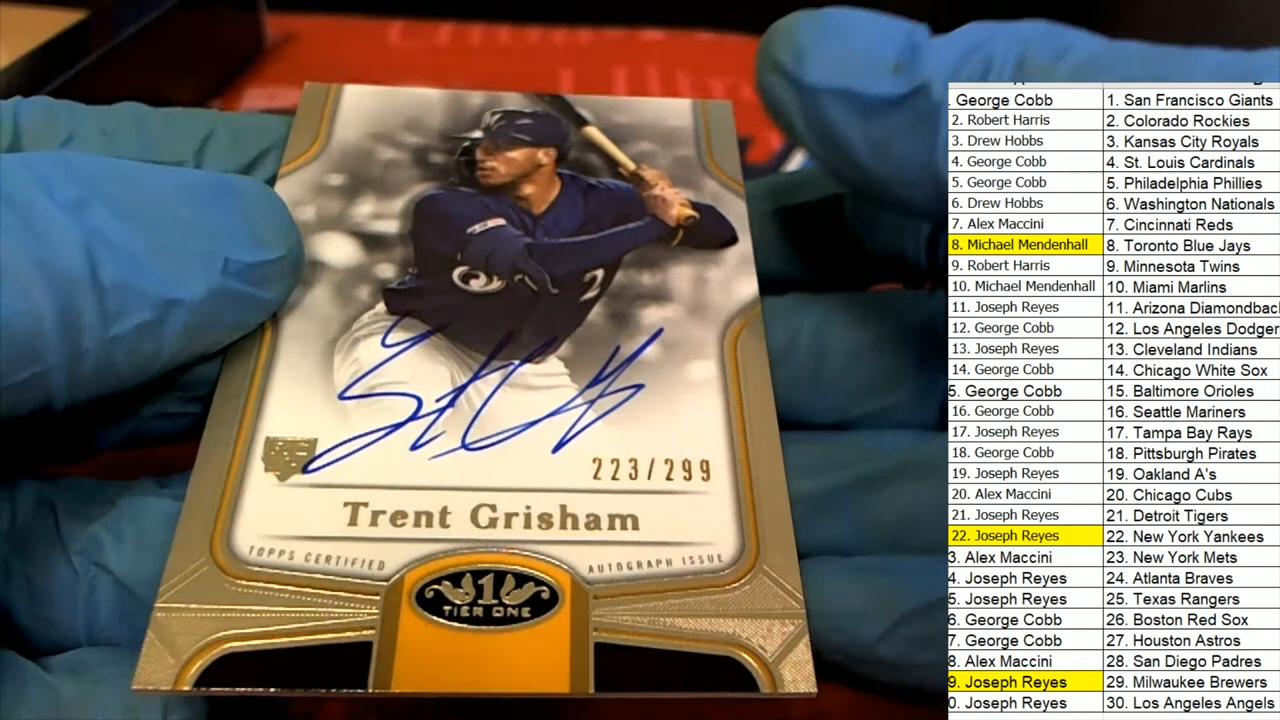 2
223/299
Trent Grisham
TOPPS CERTIFIED
AUTOGRAPH ISSUE
1
TIER ONE
. George Cobb 1. San Francisco Giants
2. Robert Harris 2. Colorado Rockies
3. Drew Hobbs 3. Kansas City Royals
4. George Cobb 4. St. Louis Cardinals
5. George Cobb 5. Philadelphia Phillies
6. Drew Hobbs 6. Washington Nationals
7. Alex Maccini 7. Cincinnati Reds
8. Michael Mendenhall 8. Toronto Blue Jays
9. Robert Harris 9. Minnesota Twins
10. Michael Mendenhall 10. Miami Marlins
11. Joseph Reyes 11. Arizona Diamondbac
12. George Cobb 12. Los Angeles Dodger
13. Joseph Reyes 13. Cleveland Indians
14. George Cobb 14. Chicago White Sox
5. George Cobb 15. Baltimore Orioles
16. George Cobb 16. Seattle Mariners
17. Joseph Reyes 17. Tampa Bay Rays
18. George Cobb 18. Pittsburgh Pirates
19. Joseph Reyes 19. Oakland A's
20. Alex Maccini 20. Chicago Cubs
21. Joseph Reyes 21. Detroit Tigers
22. Joseph Reyes 22. New York Yankees
3. Alex Maccini 23. New York Mets
4. Joseph Reyes 24. Atlanta Braves
5. Joseph Reyes 25. Texas Rangers
6. George Cobb 26. Boston Red Sox
7. George Cobb 27. Houston Astros
8. Alex Maccini 28. San Diego Padres
9. Joseph Reyes 29. Milwaukee Brewers
0. Joseph Reyes 30. Los Angeles Angels